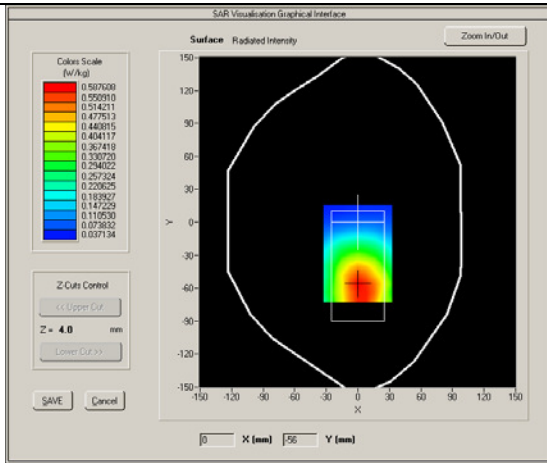 SAR Visualisation Graphical Interface
Surface Radiated Intensity
Zoom In/Out
Colors Scale
(W/kg)
0.587608
0.550910
0.514211
0.477513
0.440815
0.404117
0.367418
0.330720
0.294022
0.257324
0.220625
0.183927
0.147229
0.110530
0.073832
0.037134
Z-Cuts Control
<< Upper Cut
Z = 4.0 mm
Lower Cut >>
SAVE Cancel
150
120
90
60
30
0
-30
-60
-90
-120
-150
Y
-150 -120 -90 -60 -30 0 30 60 90 120 150
X
0 X (mm) -56 Y (mm)